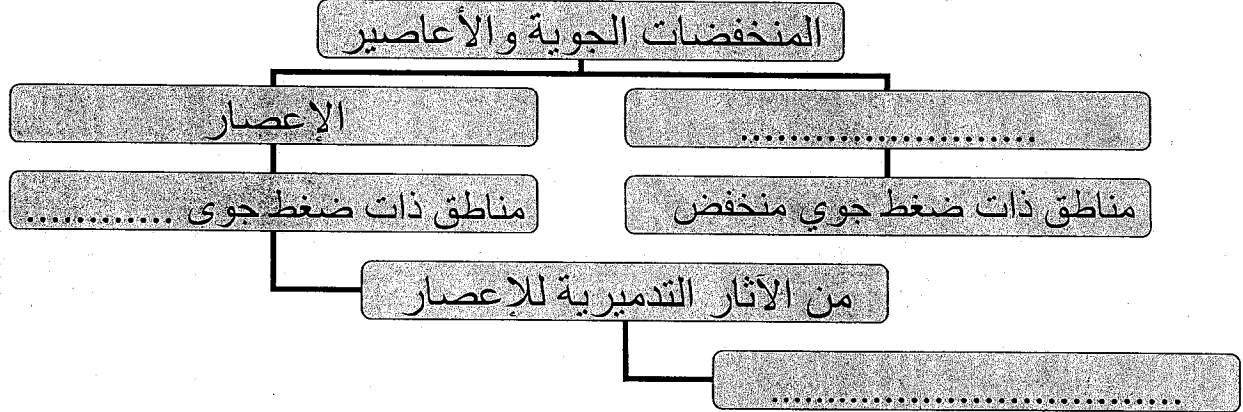 المنخفضات الجوية والأعاصير
.......................
الإعصار
مناطق ذات ضغط جوي منخفض
مناطق ذات ضغط جوى ............
من الآثار التدميرية للإعصار
.................................